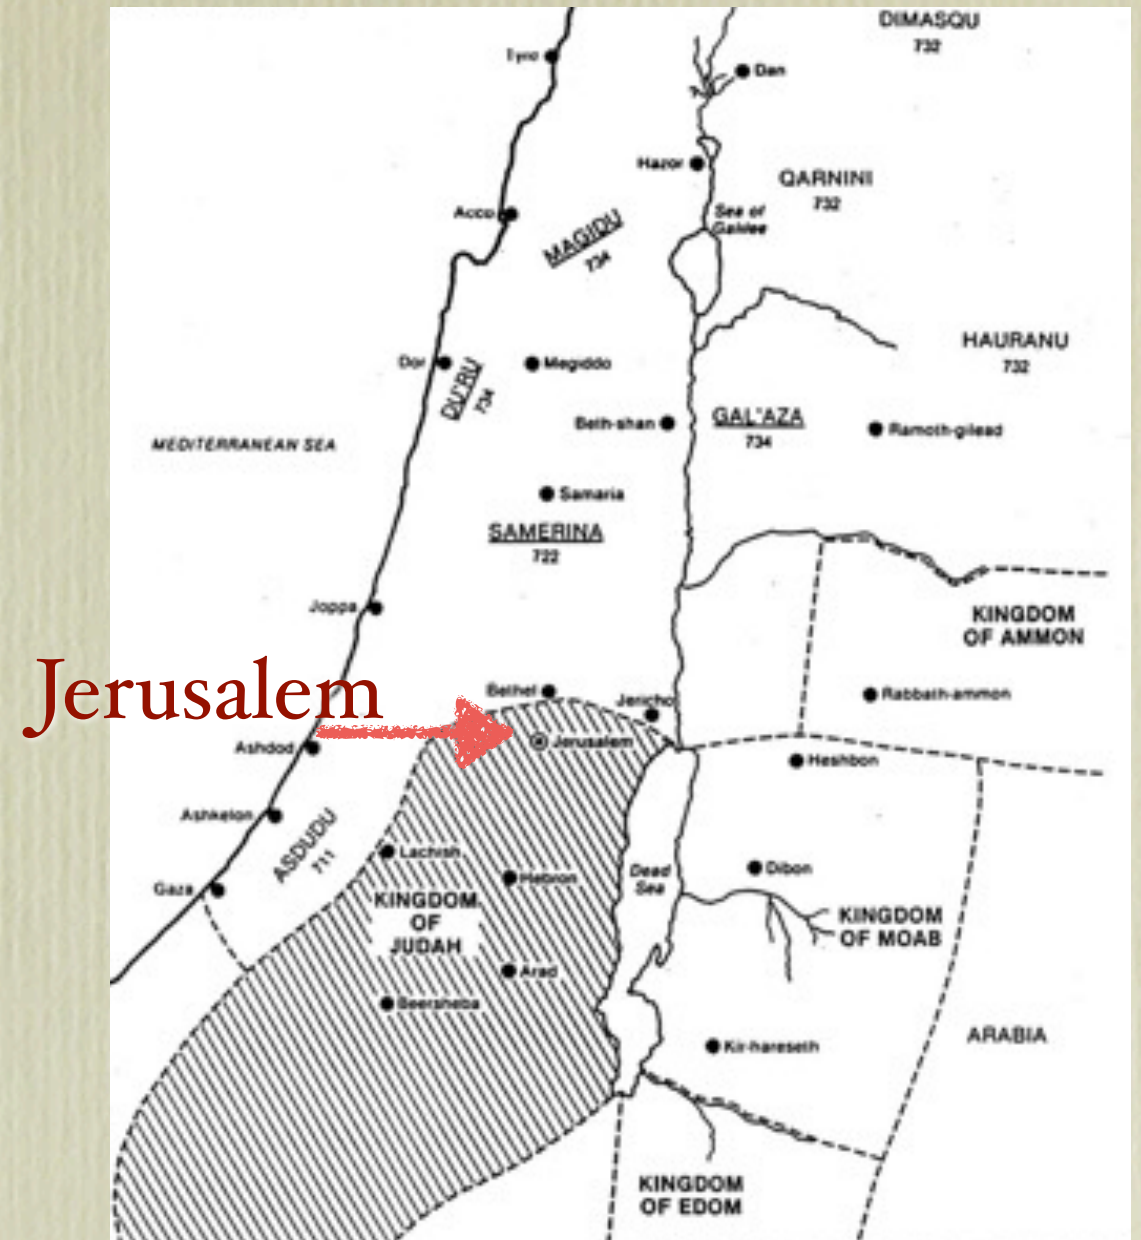 DIMASQU
732
Tyre
Dan
?
Hazor
QARNINI
732
Acco
Sea of
Galilee
MAGIDU
734
HAURANU
732
Dor
DU'RU
734
Megiddo
MEDITERRANEAN SEA
Beth-shan
GAL'AZA
734
Ramoth-gilead
Samaria
SAMERINA
722
Joppa
KINGDOM
OF AMMON
Jerusalem
Bethel
Jericho
Rabbath-ammon
Ashdod
Jerusalem
Heshbon
Ashkelon
ASDUDU
711
Lachish
Hebron
Dead
Sea
Dibon
Gaza
KINGDOM
OF
JUDAH
KINGDOM
OF MOAB
Arad
Beersheba
ARABIA
Kir-hareseth
KINGDOM
OF EDOM